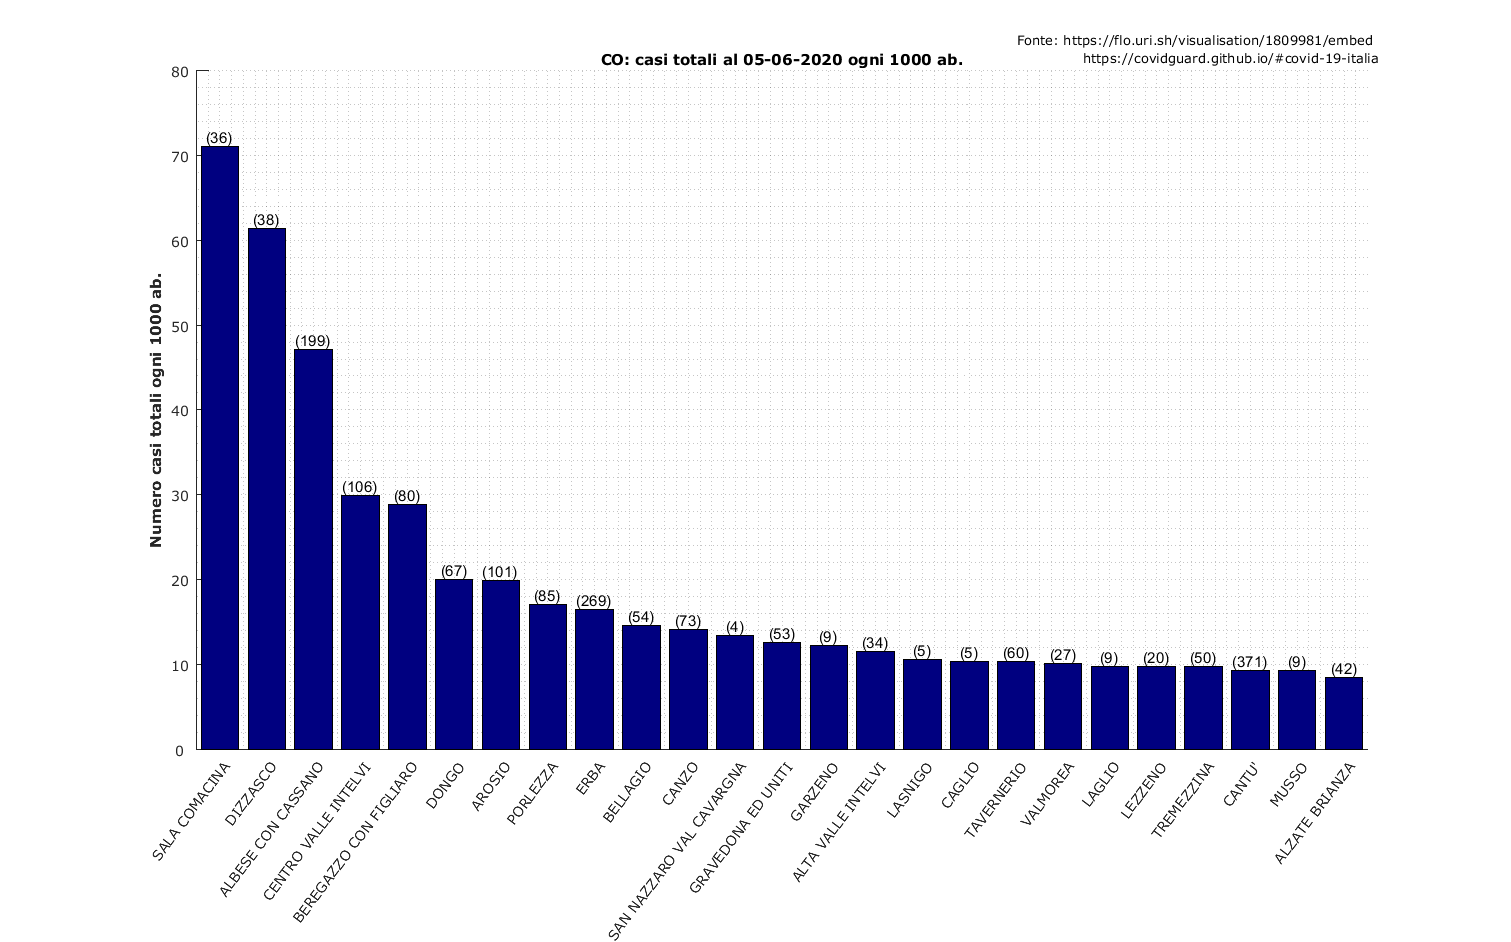 Fonte: https://flo.uri.sh/visualisation/1809981/embed
https://covidguard.github.io/#covid-19-italia
CO: casi totali al 05-06-2020 ogni 1000 ab.
Numero casi totali ogni 1000 ab.
80
70
60
50
40
30
20
10
0
(36)
(38)
(199)
(106)
(80)
(67)
(101)
(85)
(269)
(54)
(73)
(4)
(53)
(9)
(34)
(5)
(5)
(60)
(27)
(9)
(20)
(50)
(371)
(9)
(42)
SALA COMACINA
DIZZASCO
ALBESE CON CASSANO
CENTRO VALLE INTELVI
BEREGAZZO CON FIGLIARO
DONGO
AROSIO
PORLEZZA
ERBA
BELLAGIO
CANZO
SAN NAZZARO VAL CAVARGNA
GRAVEDONA ED UNITI
GARZENO
ALTA VALLE INTELVI
LASNIGO
CAGLIO
TAVERNERIO
VALMOREA
LAGLIO
LEZZENO
TREMEZZINA
CANTU'
MUSSO
ALZATE BRIANZA